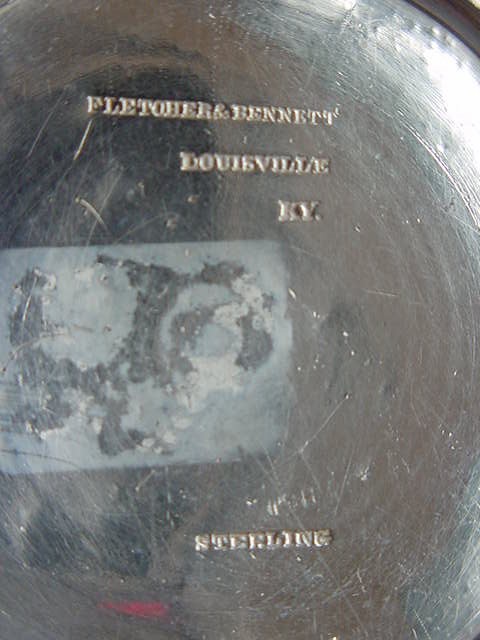 FLETCHER & BENNETT
LOUISVILLE
KY.
STERLING